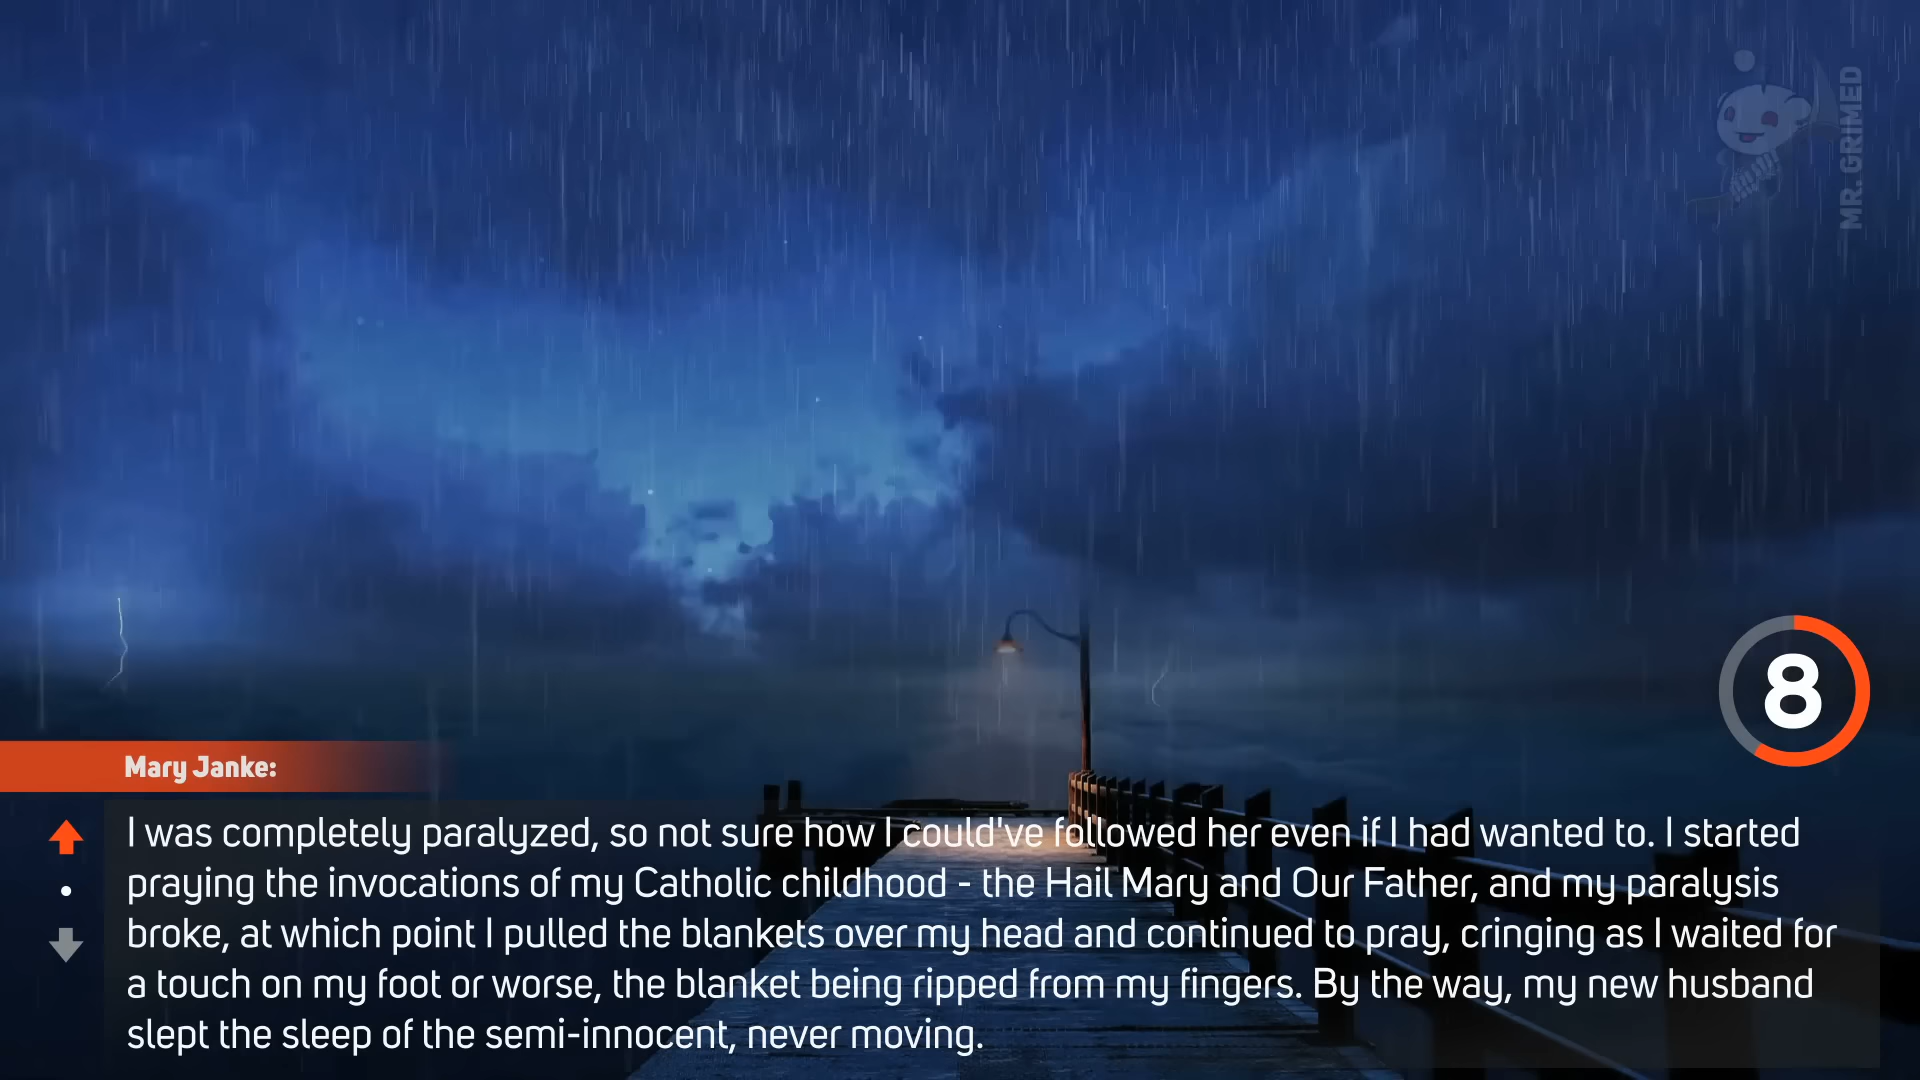 MR. GRIMED
8
Mary Janke:
I was completely paralyzed, so not sure how I could've followed her even if I had wanted to. I started
praying the invocations of my Catholic childhood - the Hail Mary and Our Father, and my paralysis
broke, at which point I pulled the blankets over my head and continued to pray, cringing as I waited for
a touch on my foot or worse, the blanket being ripped from my fingers. By the way, my new husband
slept the sleep of the semi-innocent, never moving.